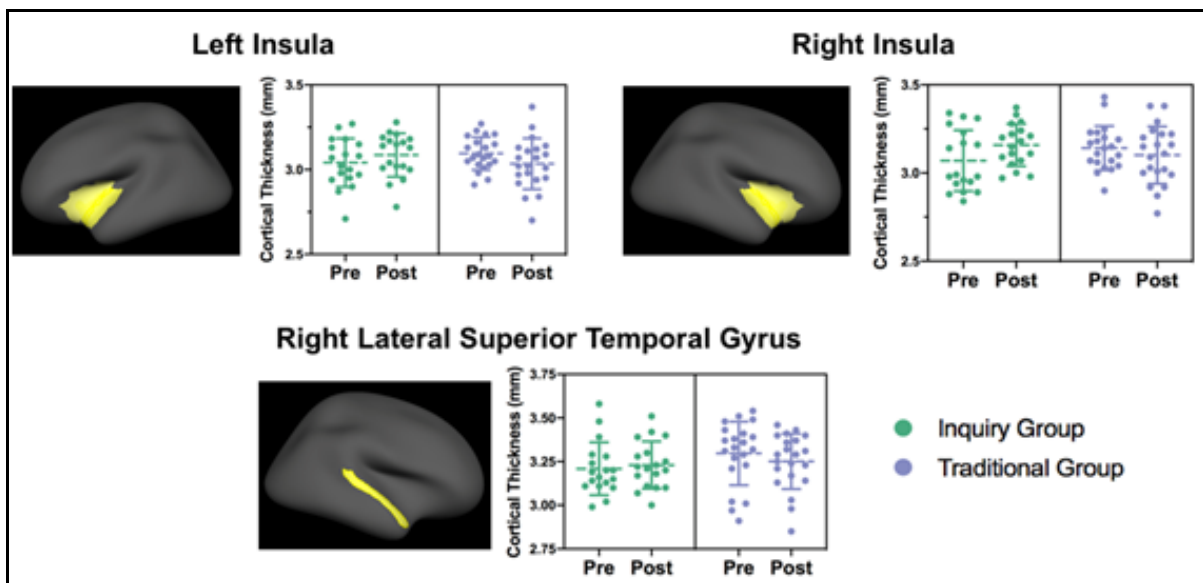 Left Insula
Right Insula
Cortical Thickness (mm)
3.5
3.0
2.5
Pre Post Pre Post
Cortical Thickness (mm)
3.5
3.0
2.5
Pre Post Pre Post
Right Lateral Superior Temporal Gyrus
Cortical Thickness (mm)
3.75
3.50
3.25
3.00
2.75
Pre Post Pre Post
Inquiry Group
Traditional Group